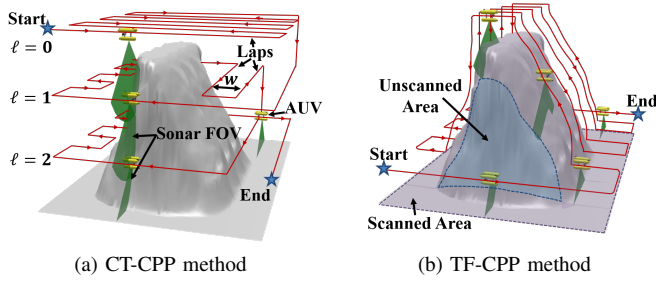 Start
ℓ = 0
Laps
w
ℓ = 1
AUV
Sonar FOV
ℓ = 2
End
(a) CT-CPP method
Unscanned
Area
End
Start
Scanned Area
(b) TF-CPP method